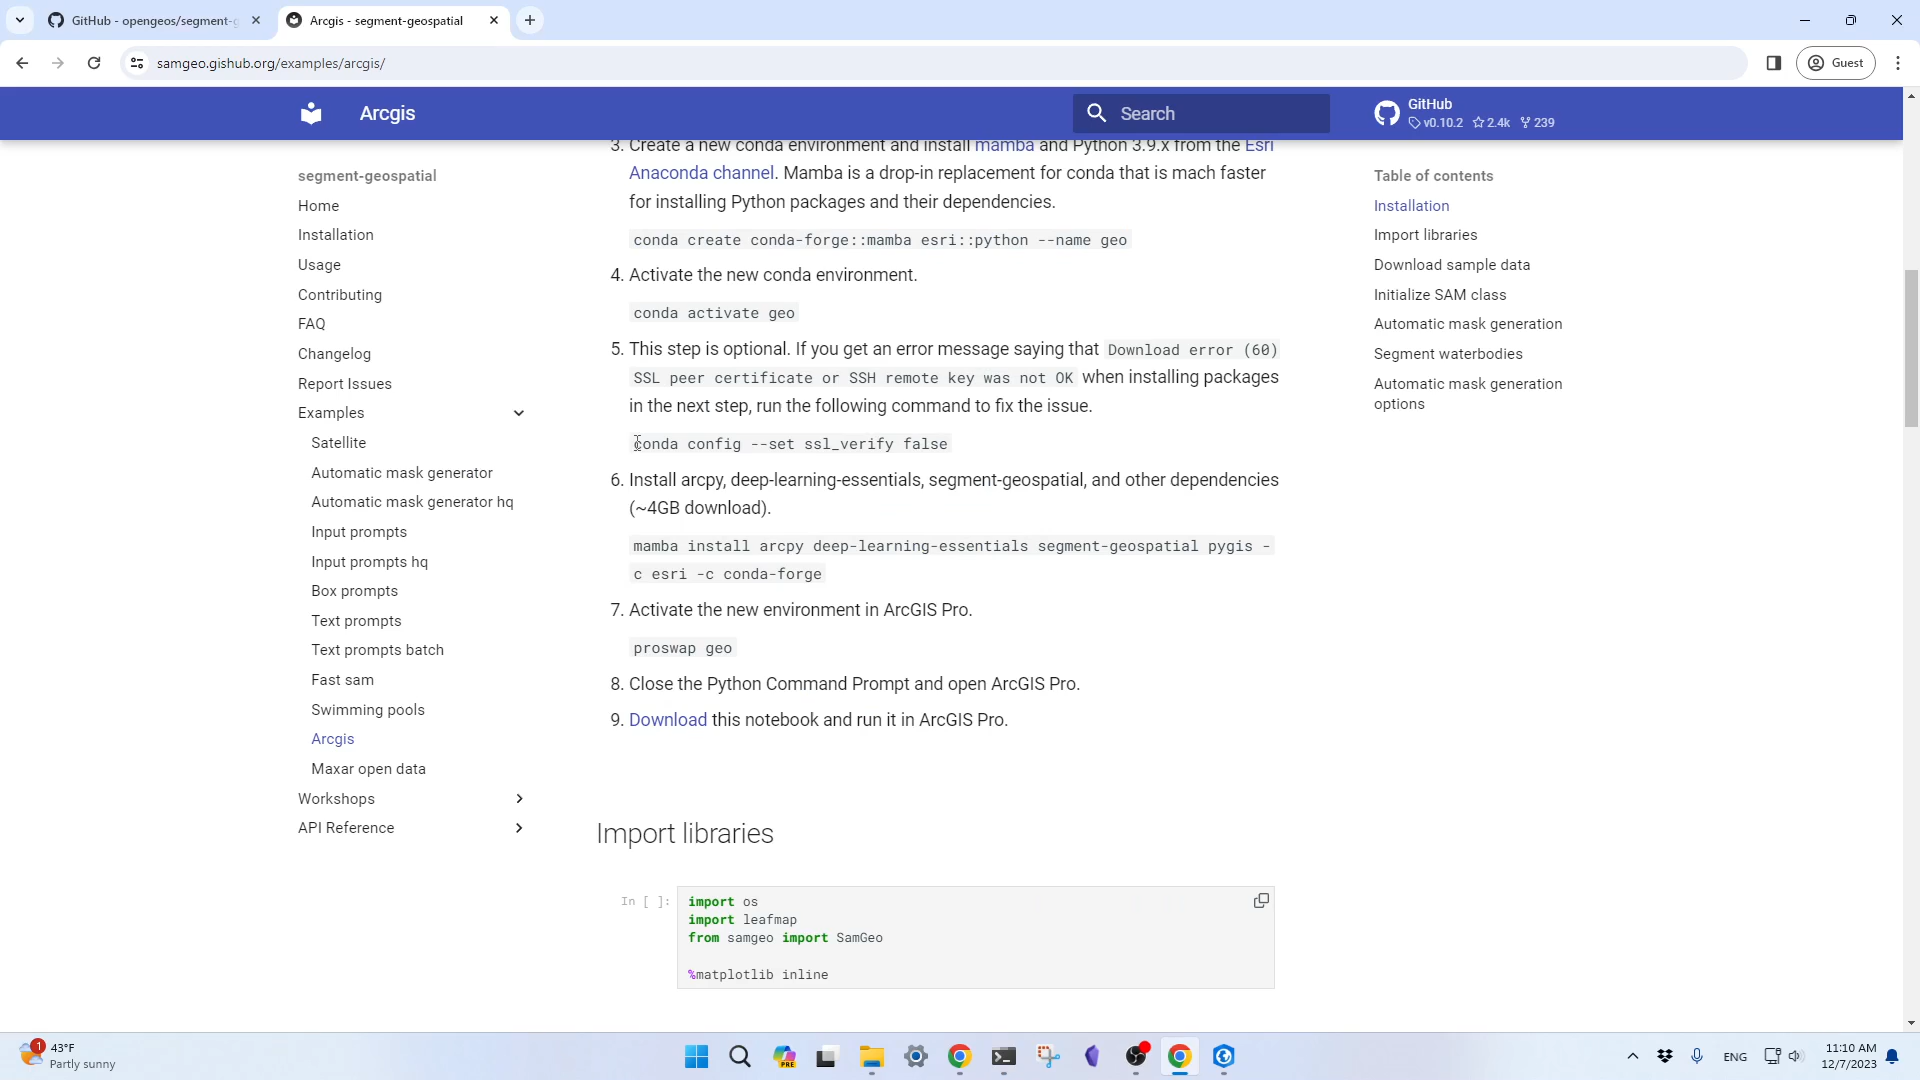 GitHub - opengeos/segment-g
Arcgis - segment-geospatial
samgeo.gishub.org/examples/arcgis/
Guest
Arcgis
Search
GitHub
v0.10.2 2.4k 239
segment-geospatial
Home
Installation
Usage
Contributing
FAQ
Changelog
Report Issues
Examples
Satellite
Automatic mask generator
Automatic mask generator hq
Input prompts
Input prompts hq
Box prompts
Text prompts
Text prompts batch
Fast sam
Swimming pools
Arcgis
Maxar open data
Workshops
API Reference
3. Create a new conda environment and install mamba and Python 3.9.x from the Esri
Anaconda channel. Mamba is a drop-in replacement for conda that is mach faster
for installing Python packages and their dependencies.
conda create conda-forge::mamba esri::python --name geo
4. Activate the new conda environment.
conda activate geo
5. This step is optional. If you get an error message saying that Download error (60)
SSL peer certificate or SSH remote key was not OK when installing packages
in the next step, run the following command to fix the issue.
conda config --set ssl_verify false
6. Install arcpy, deep-learning-essentials, segment-geospatial, and other dependencies
(~4GB download).
mamba install arcpy deep-learning-essentials segment-geospatial pygis -
c esri -c conda-forge
7. Activate the new environment in ArcGIS Pro.
proswap geo
8. Close the Python Command Prompt and open ArcGIS Pro.
9. Download this notebook and run it in ArcGIS Pro.
Import libraries
In [ ]:
import os
import leafmap
from samgeo import SamGeo
%matplotlib inline
Table of contents
Installation
Import libraries
Download sample data
Initialize SAM class
Automatic mask generation
Segment waterbodies
Automatic mask generation
options
1
43°F
Partly sunny
PRE
ENG
11:10 AM
12/7/2023